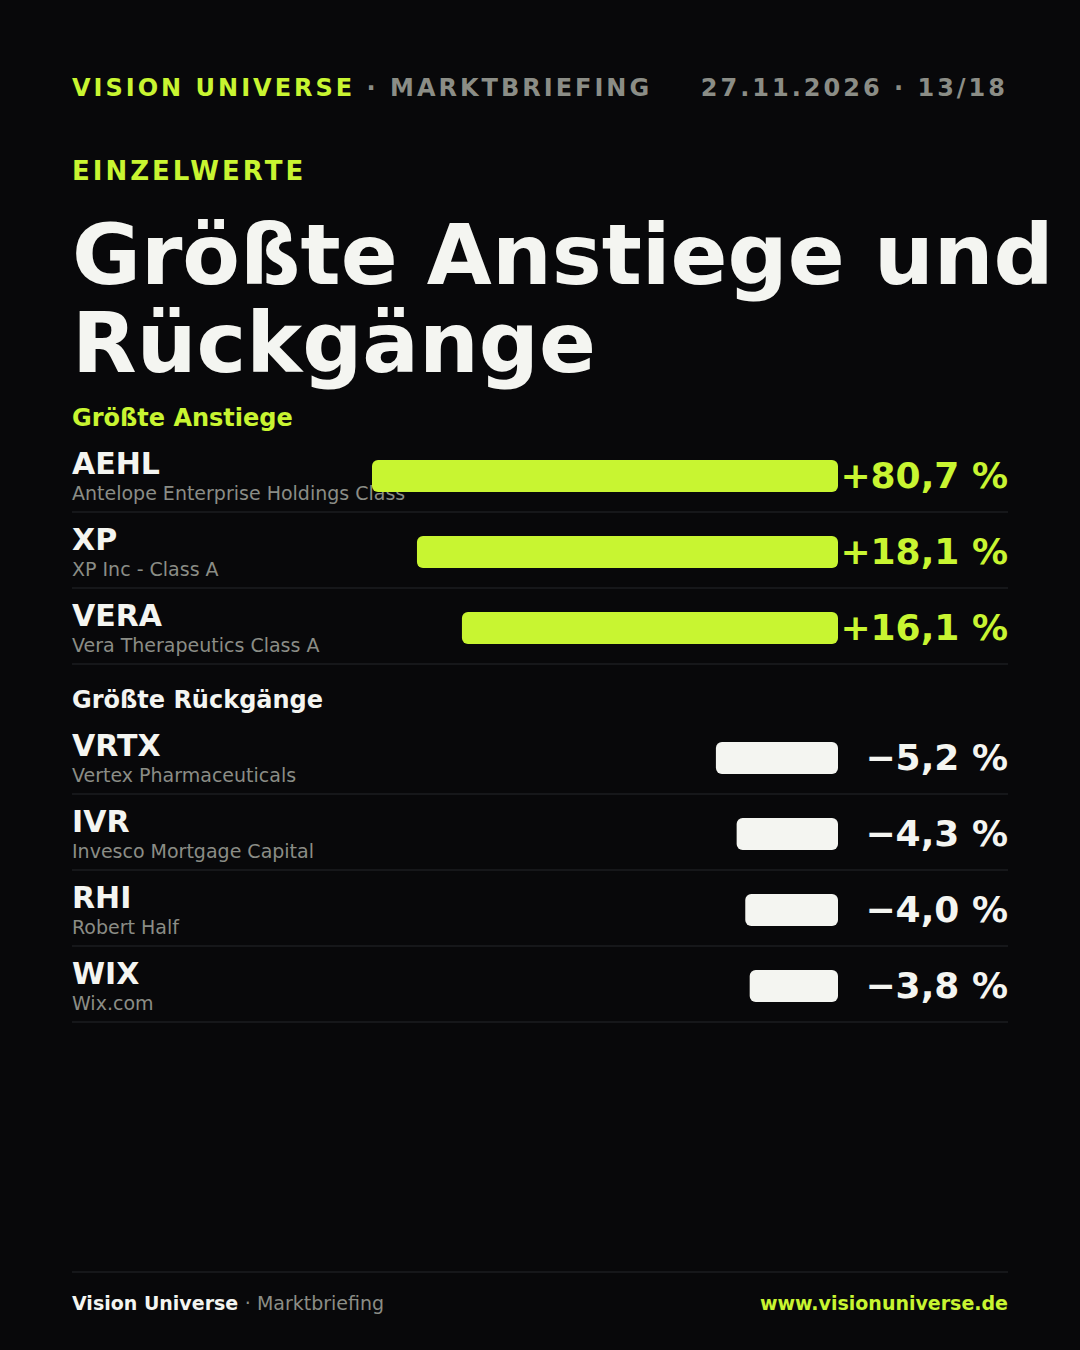 VISION UNIVERSE · MARKTBRIEFING 27.11.2026 · 13/18
EINZELWERTE
Größte Anstiege und
Rückgänge
Größte Anstiege
AEHL +80,7 %
Antelope Enterprise Holdings Class
XP +18,1 %
XP Inc - Class A
VERA +16,1 %
Vera Therapeutics Class A
Größte Rückgänge
VRTX −5,2 %
Vertex Pharmaceuticals
IVR −4,3 %
Invesco Mortgage Capital
RHI −4,0 %
Robert Half
WIX −3,8 %
Wix.com
Vision Universe · Marktbriefing www.visionuniverse.de